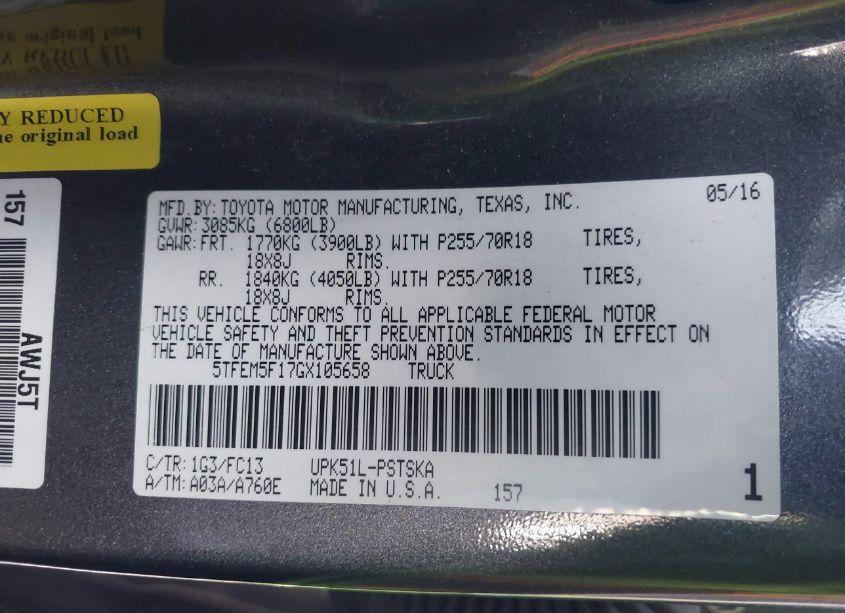 Y REDUCED
e original load
157
AWJ5T
MFD.BY: TOYOTA MOTOR MANUFACTURING, TEXAS, INC. 05/16
GVWR: 3085KG (6800LB)
GAWR: FRT. 1770KG (3900LB) WITH P255/70R18 TIRES,
18X8J RIMS.
RR. 1840KG (4050LB) WITH P255/70R18 TIRES,
18X8J RIMS.
THIS VEHICLE CONFORMS TO ALL APPLICABLE FEDERAL MOTOR
VEHICLE SAFETY AND THEFT PREVENTION STANDARDS IN EFFECT ON
THE DATE OF MANUFACTURE SHOWN ABOVE.
5TFEM5F17GX105658 TRUCK
C/TR: 1G3/FC13 UPK51L-PSTSKA
A/TM: A03A/A760E MADE IN U.S.A. 157 1